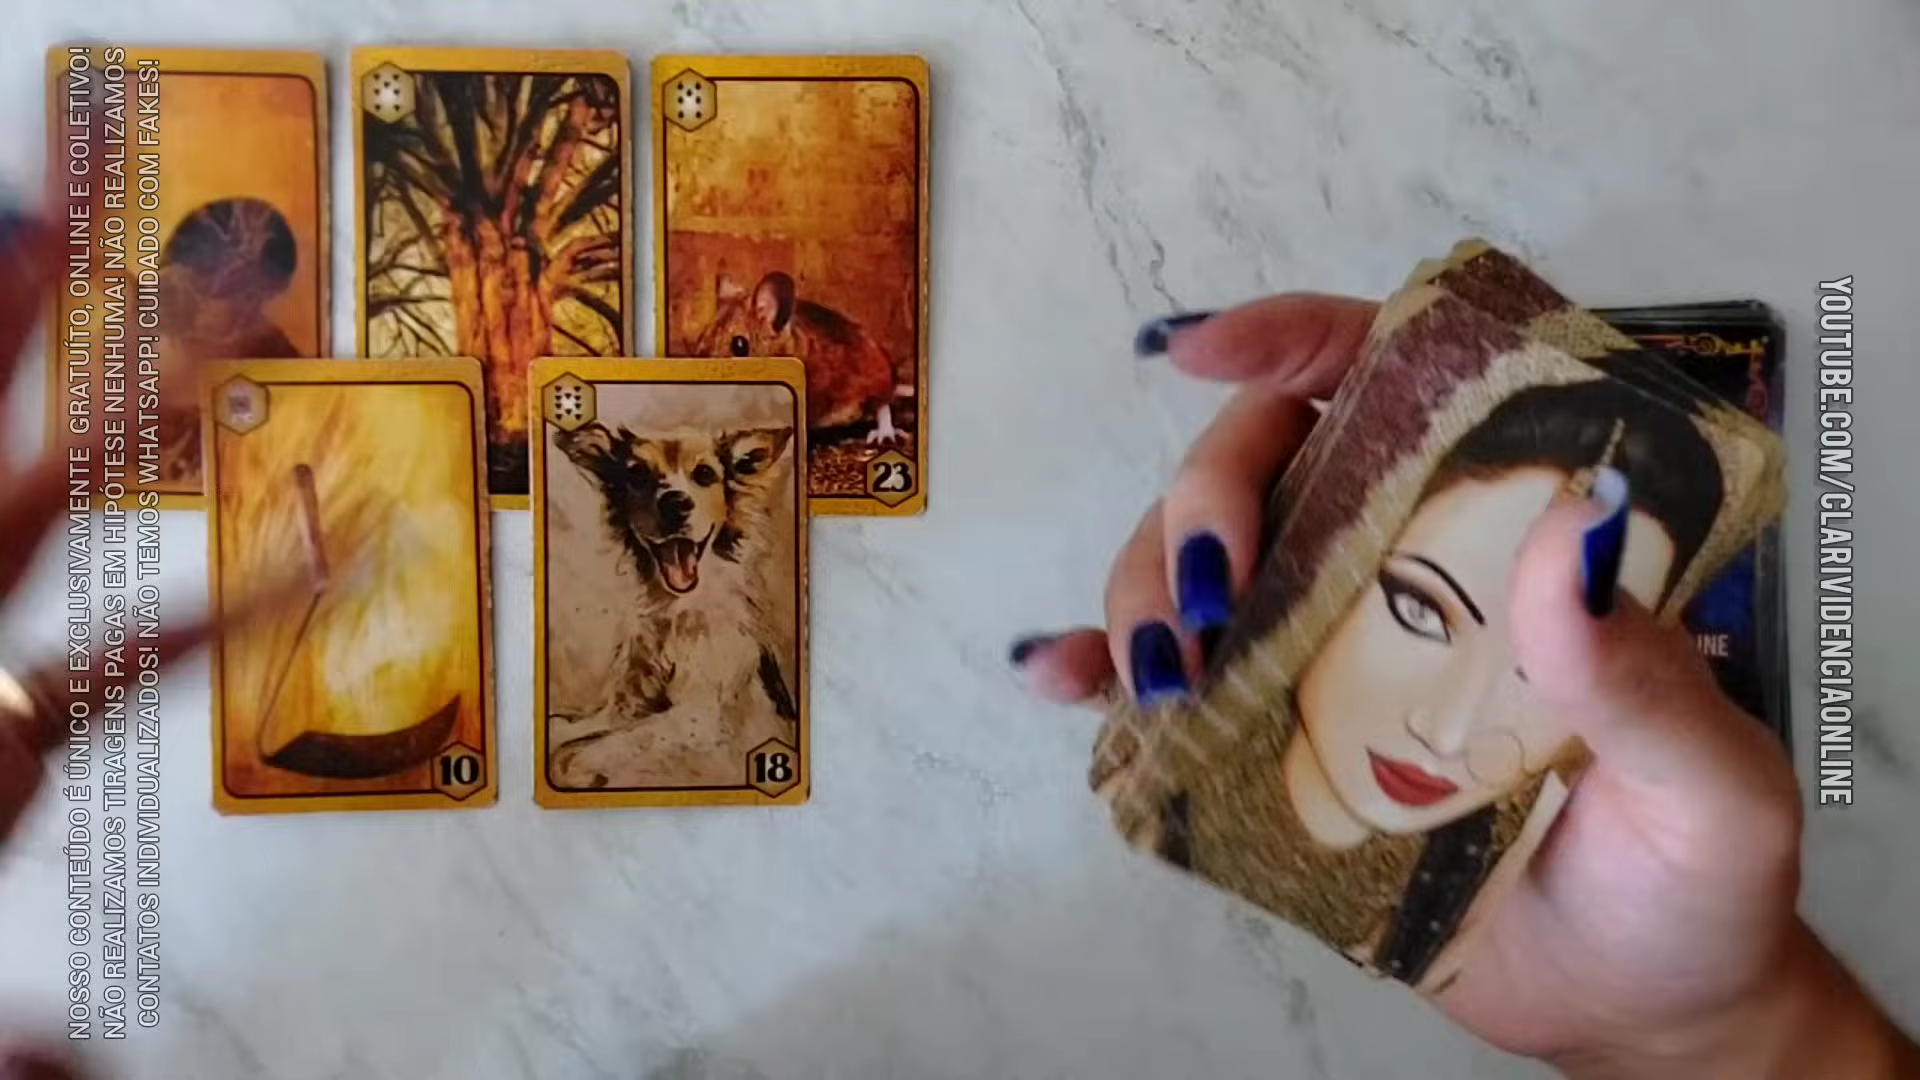 NOSSO CONTEÚDO É ÚNICO E EXCLUSIVAMENTE GRATUÍTO, ONLINE E COLETIVO!
NÃO REALIZAMOS TIRAGENS PAGAS EM HIPÓTESE NENHUMA! NÃO REALIZAMOS
CONTATOS INDIVIDUALIZADOS! NÃO TEMOS WHATSAPP! CUIDADO COM FAKES!
23
10
18
INE
YOUTUBE.COM/CLARIVIDENCIAONLINE